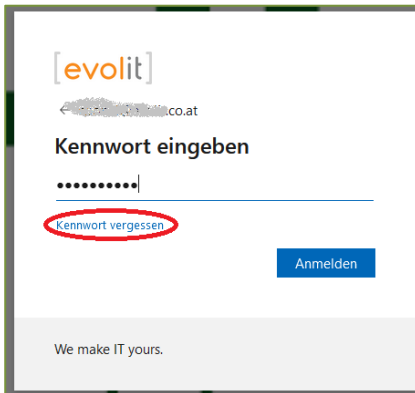 [evolit]
.co.at
Kennwort eingeben
Kennwort vergessen
Anmelden
We make IT yours.